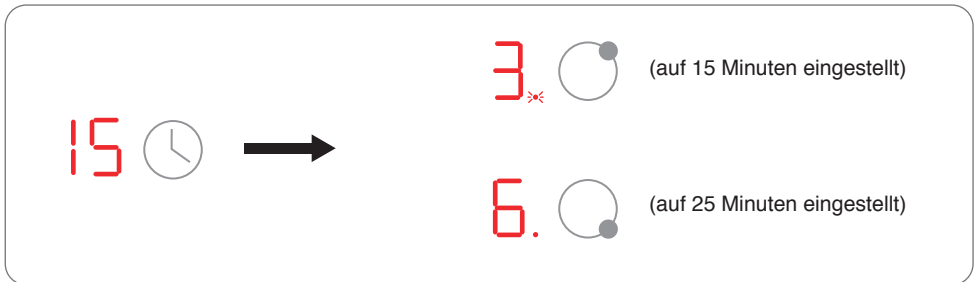 3.
(auf 15 Minuten eingestellt)
15
6.
(auf 25 Minuten eingestellt)